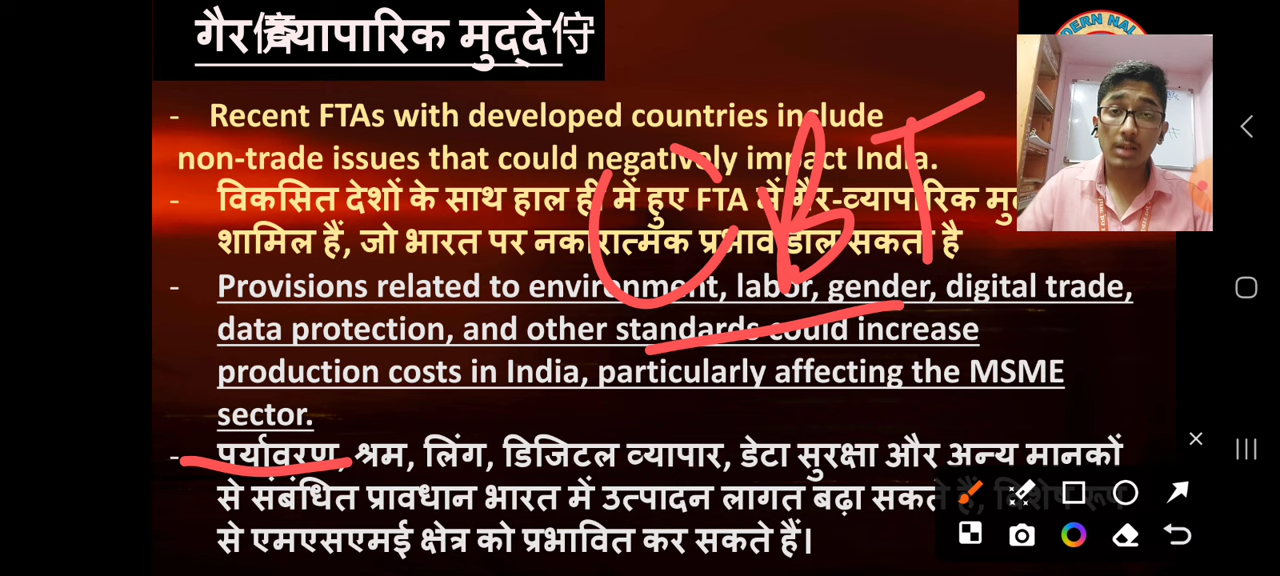 गैर व्यापारिक मुद्दे
DERN NAL
- Recent FTAs with developed countries include
non-trade issues that could negatively impact India.
- विकसित देशों के साथ हाल ही में हुए FTA में गैर-व्यापारिक
शामिल हैं, जो भारत पर नकारात्मक प्रभाव डाल सकता है
CBT
- Provisions related to environment, labor, gender, digital trade,
data protection, and other standards could increase
production costs in India, particularly affecting the MSME
sector.
- पर्यावरण, श्रम, लिंग, डिजिटल व्यापार, डेटा सुरक्षा और अन्य मानकों
से संबंधित प्रावधान भारत में उत्पादन लागत बढ़ा सकते हैं, विशेष रूप
से एमएसएमई क्षेत्र को प्रभावित कर सकते हैं।